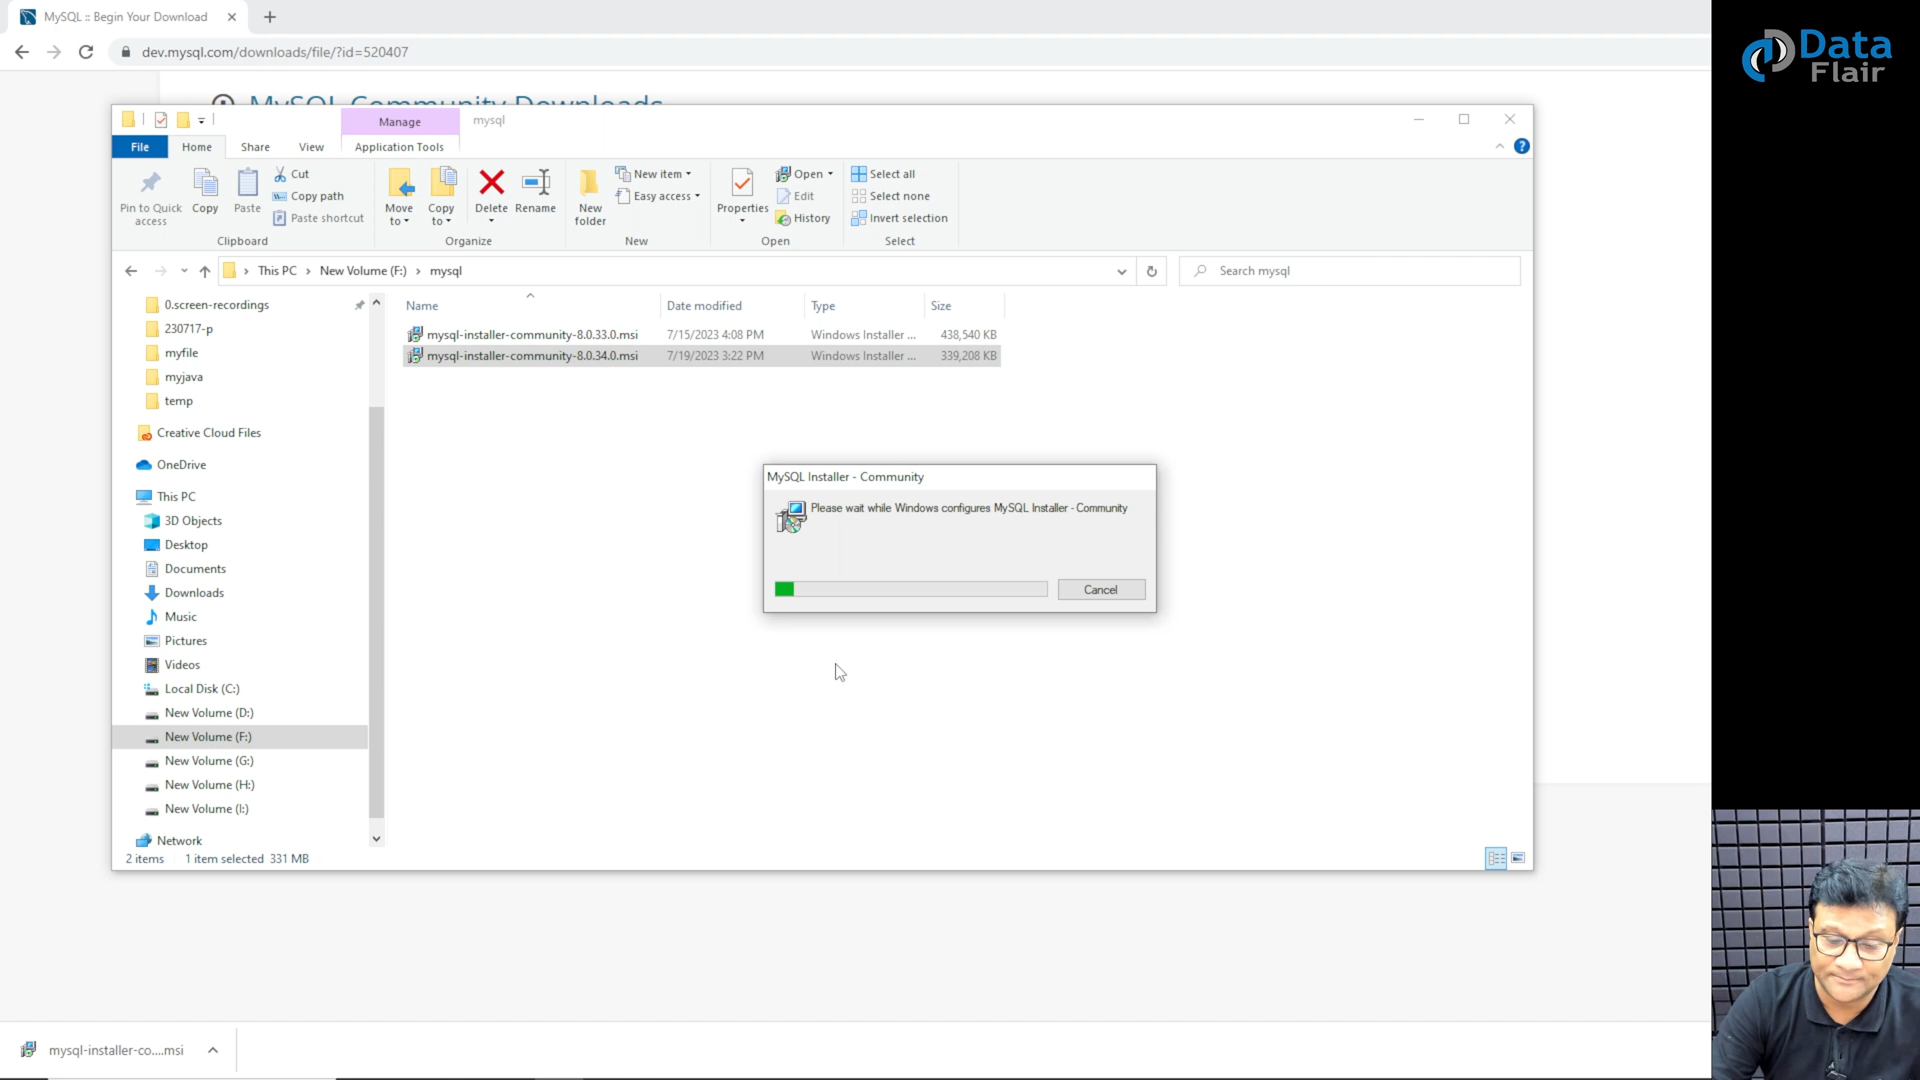 MySQL :: Begin Your Download
dev.mysql.com/downloads/file/?id=520407
Data
Flair
MySQL Community Downloads
Manage
mysql
File
Home
Share
View
Application Tools
Pin to Quick
access
Copy
Paste
Cut
Copy path
Paste shortcut
Clipboard
Move
to
Copy
to
Delete
Rename
Organize
New
folder
New item
Easy access
New
Properties
Open
Edit
History
Open
Select all
Select none
Invert selection
Select
This PC
New Volume (F:)
mysql
Search mysql
Name
Date modified
Type
Size
mysql-installer-community-8.0.33.0.msi 7/15/2023 4:08 PM Windows Installer ... 438,540 KB
mysql-installer-community-8.0.34.0.msi 7/19/2023 3:22 PM Windows Installer ... 339,208 KB
0.screen-recordings
230717-p
myfile
myjava
temp
Creative Cloud Files
OneDrive
This PC
3D Objects
Desktop
Documents
Downloads
Music
Pictures
Videos
Local Disk (C:)
New Volume (D:)
New Volume (F:)
New Volume (G:)
New Volume (H:)
New Volume (I:)
Network
MySQL Installer - Community
Please wait while Windows configures MySQL Installer - Community
Cancel
2 items 1 item selected 331 MB
mysql-installer-co....msi